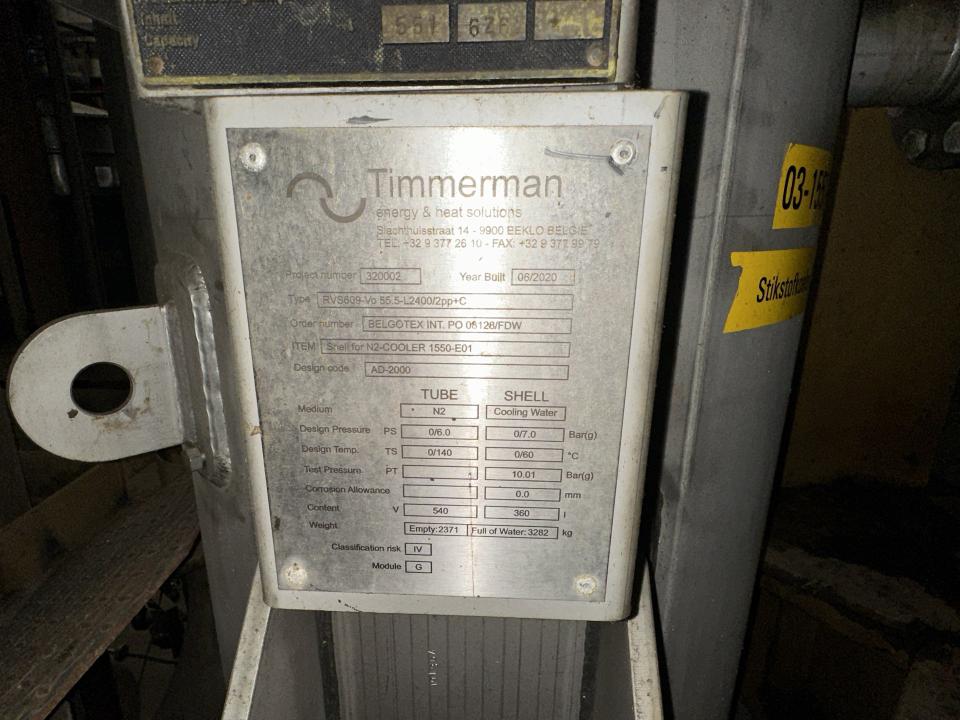 Inhalt
Capacity
551
Timmerman
energy & heat solutions
Slachthuisstraat 14 - 9900 EEKLO BELGIE
TEL: +32 9 377 26 10 - FAX: +32 9 377 99 79
Project number 320002 Year Built 06/2020
Type RVS609-Vo 55.5-L2400/2pp+C
Order number BELGOTEX INT. PO 06128/FDW
ITEM Shell for N2-COOLER 1550-E01
Design code AD-2000
TUBE SHELL
Medium N2 Cooling Water
Design Pressure PS 0/6.0 0/7.0 Bar(g)
Design Temp. TS 0/140 0/60 °C
Test Pressure PT 10.01 Bar(g)
Corrosion Allowance 0.0 mm
Content V 540 360 l
Weight Empty:2371 Full of Water:3282 kg
Classification risk IV
Module G
03-155